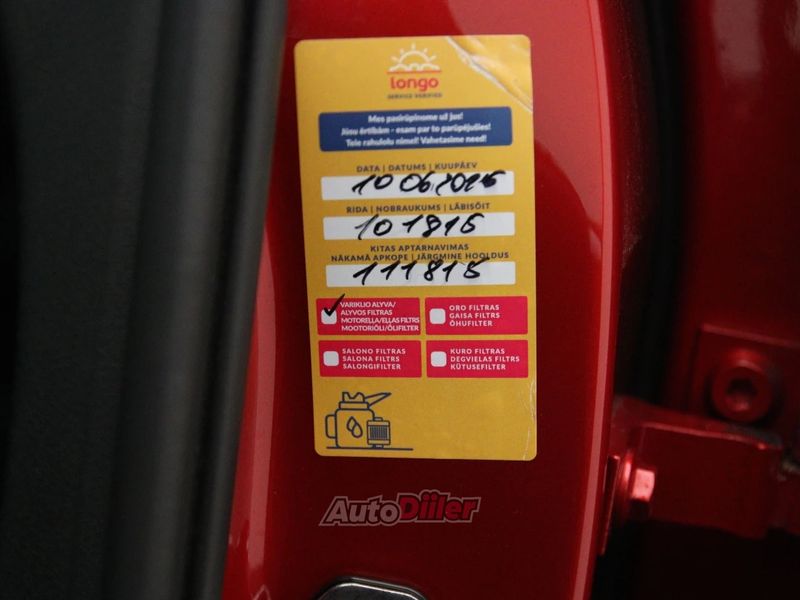 longo
SERVICE VERIFIED
Mes pasirūpinome už jus!
Jūsu ērtībām - esam par to parūpējušies!
Teie rahulolu nimel! Vahetasime need!
DATA | DATUMS | KUUPÄEV
10 06 2025
RIDA | NOBRAUKUMS | LÄBISÕIT
101815
KITAS APTARNAVIMAS
NĀKAMĀ APKOPE | JÄRGMINE HOOLDUS
111815
VARIKLIO ALYVA/
ALYVOS FILTRAS
MOTOREĻĻA/EĻĻAS FILTRS
MOOTORIÕLI/ÕLIFILTER
ORO FILTRAS
GAISA FILTRS
ÕHUFILTER
SALONO FILTRAS
SALONA FILTRS
SALONGIFILTER
KURO FILTRAS
DEGVIELAS FILTRS
KÜTUSEFILTER
AutoDiiler